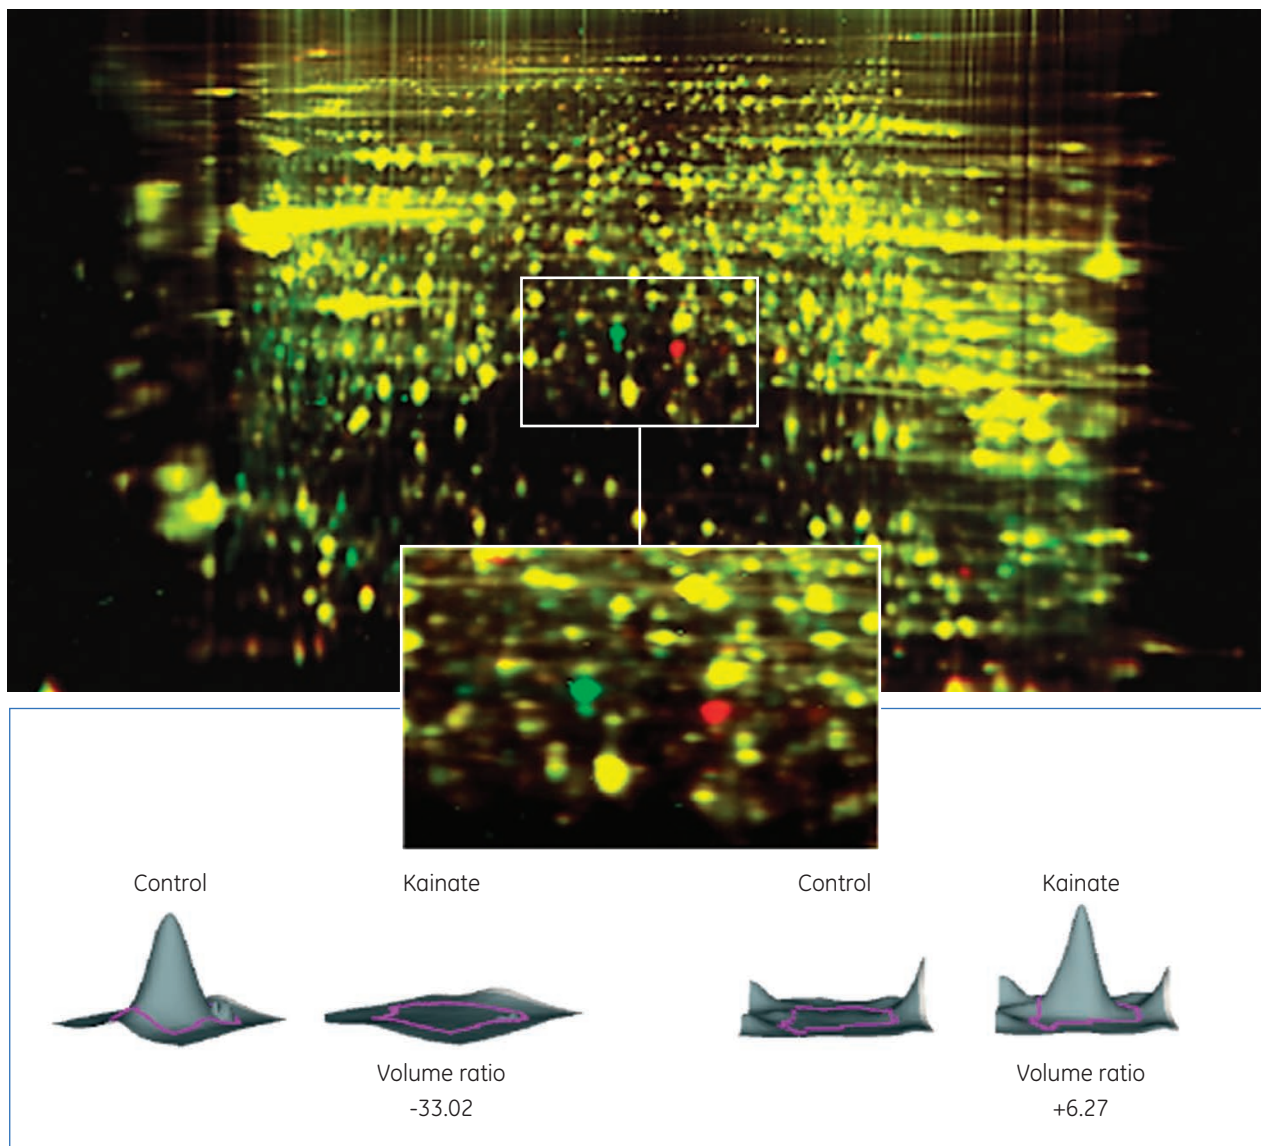 Control
Kainate
Control
Kainate
Volume ratio
-33.02
Volume ratio
+6.27